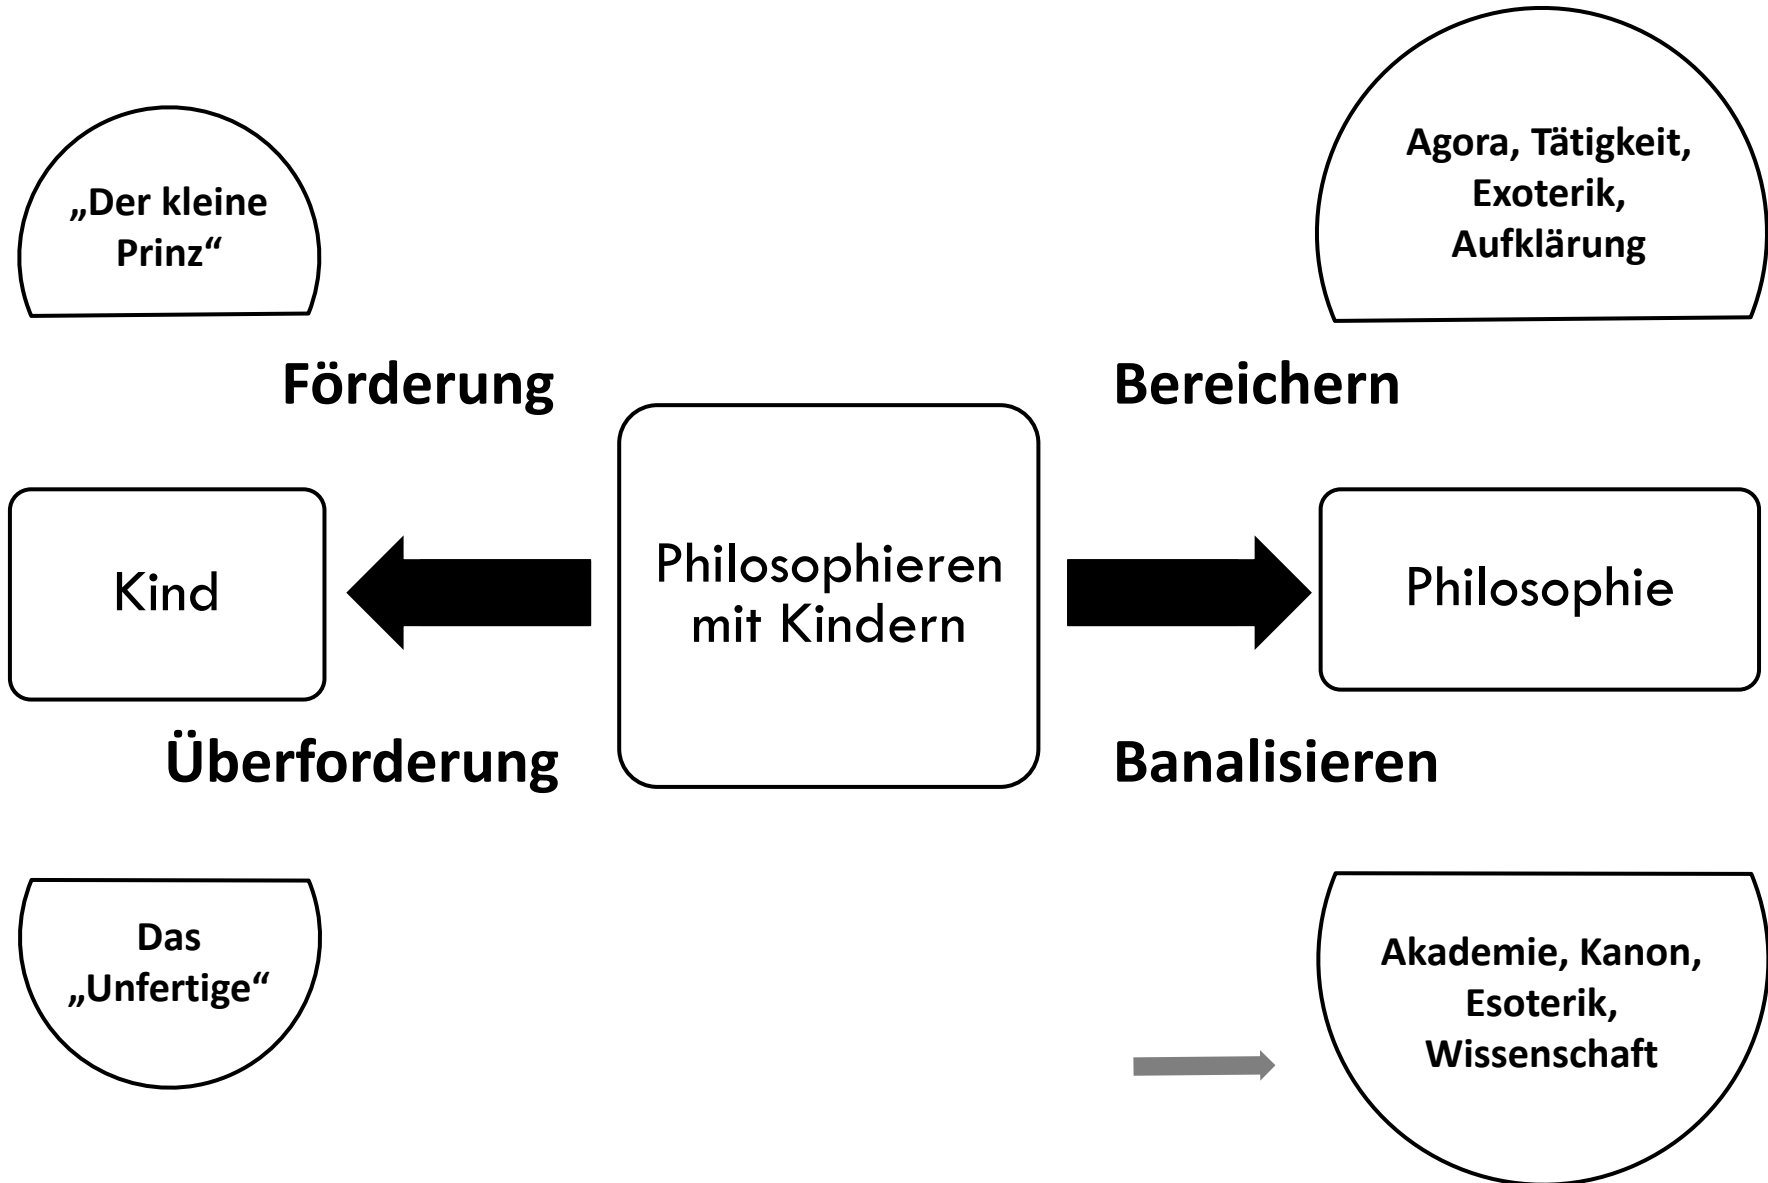 „Der kleine
Prinz“
Agora, Tätigkeit,
Exoterik,
Aufklärung
Förderung
Bereichern
Kind
Philosophieren
mit Kindern
Philosophie
Überforderung
Banalisieren
Das
„Unfertige“
Akademie, Kanon,
Esoterik,
Wissenschaft